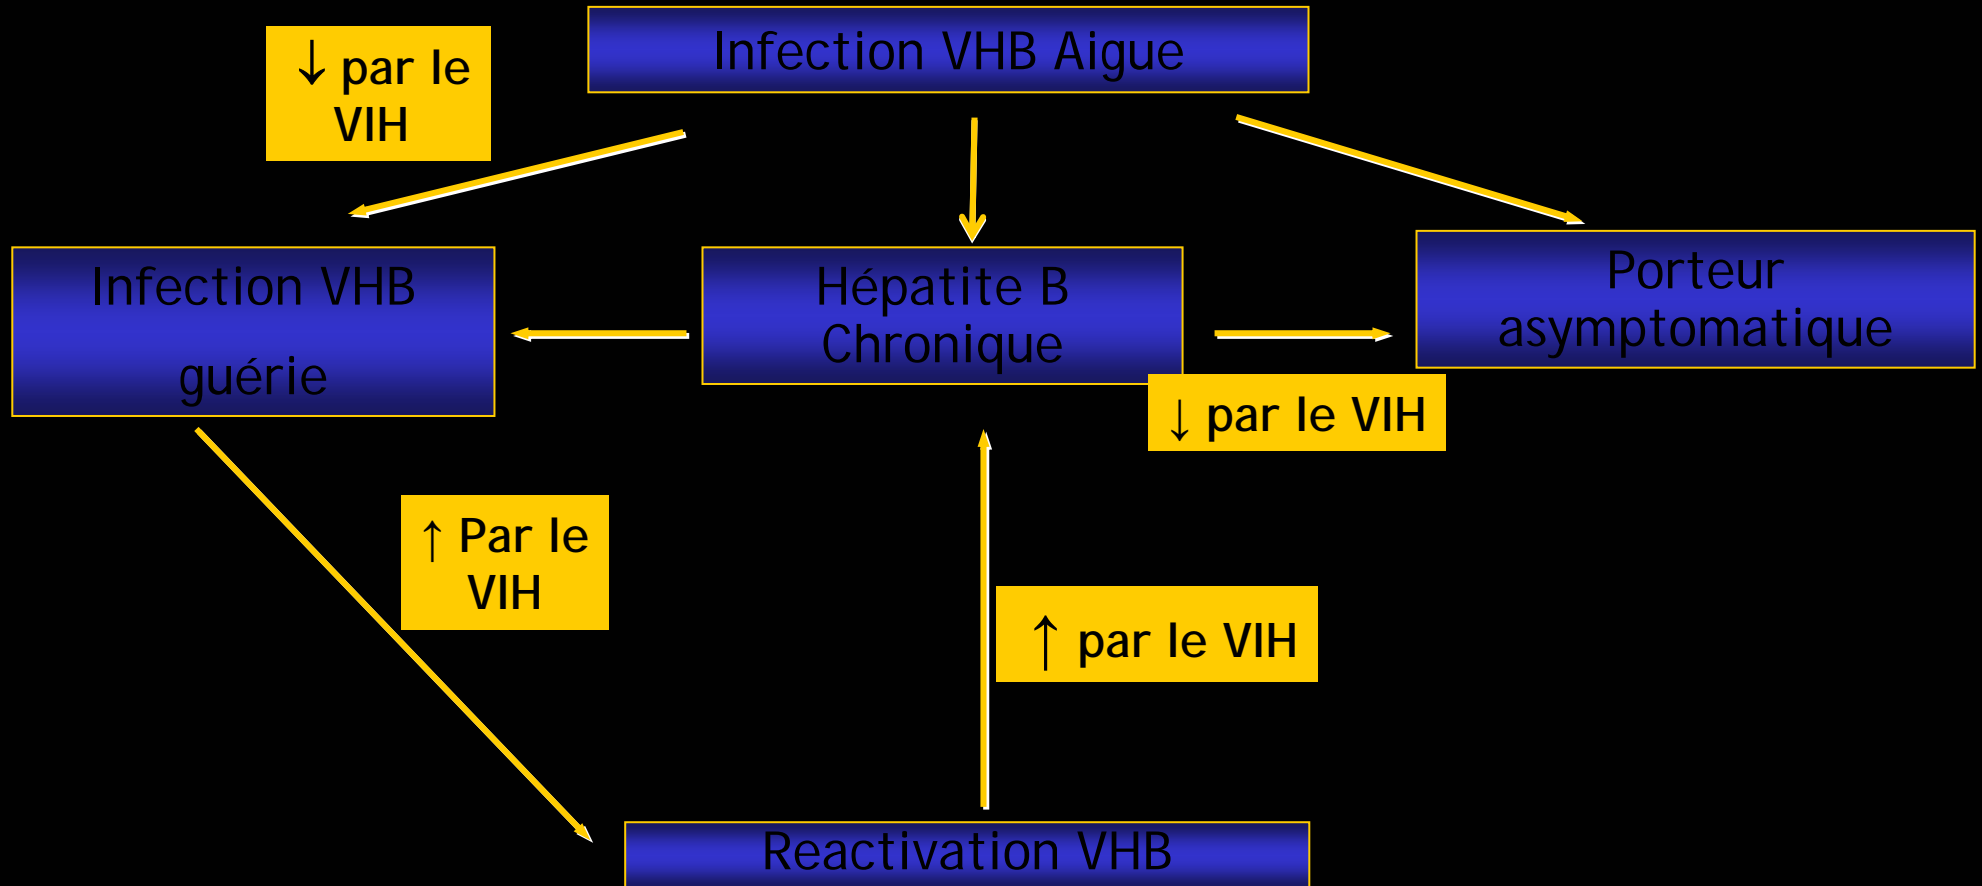 Infection VHB Aigue
↓ par le
VIH
Infection VHB
guérie
Hépatite B
Chronique
Porteur
asymptomatique
↓ par le VIH
↑ Par le
VIH
↑ par le VIH
Reactivation VHB